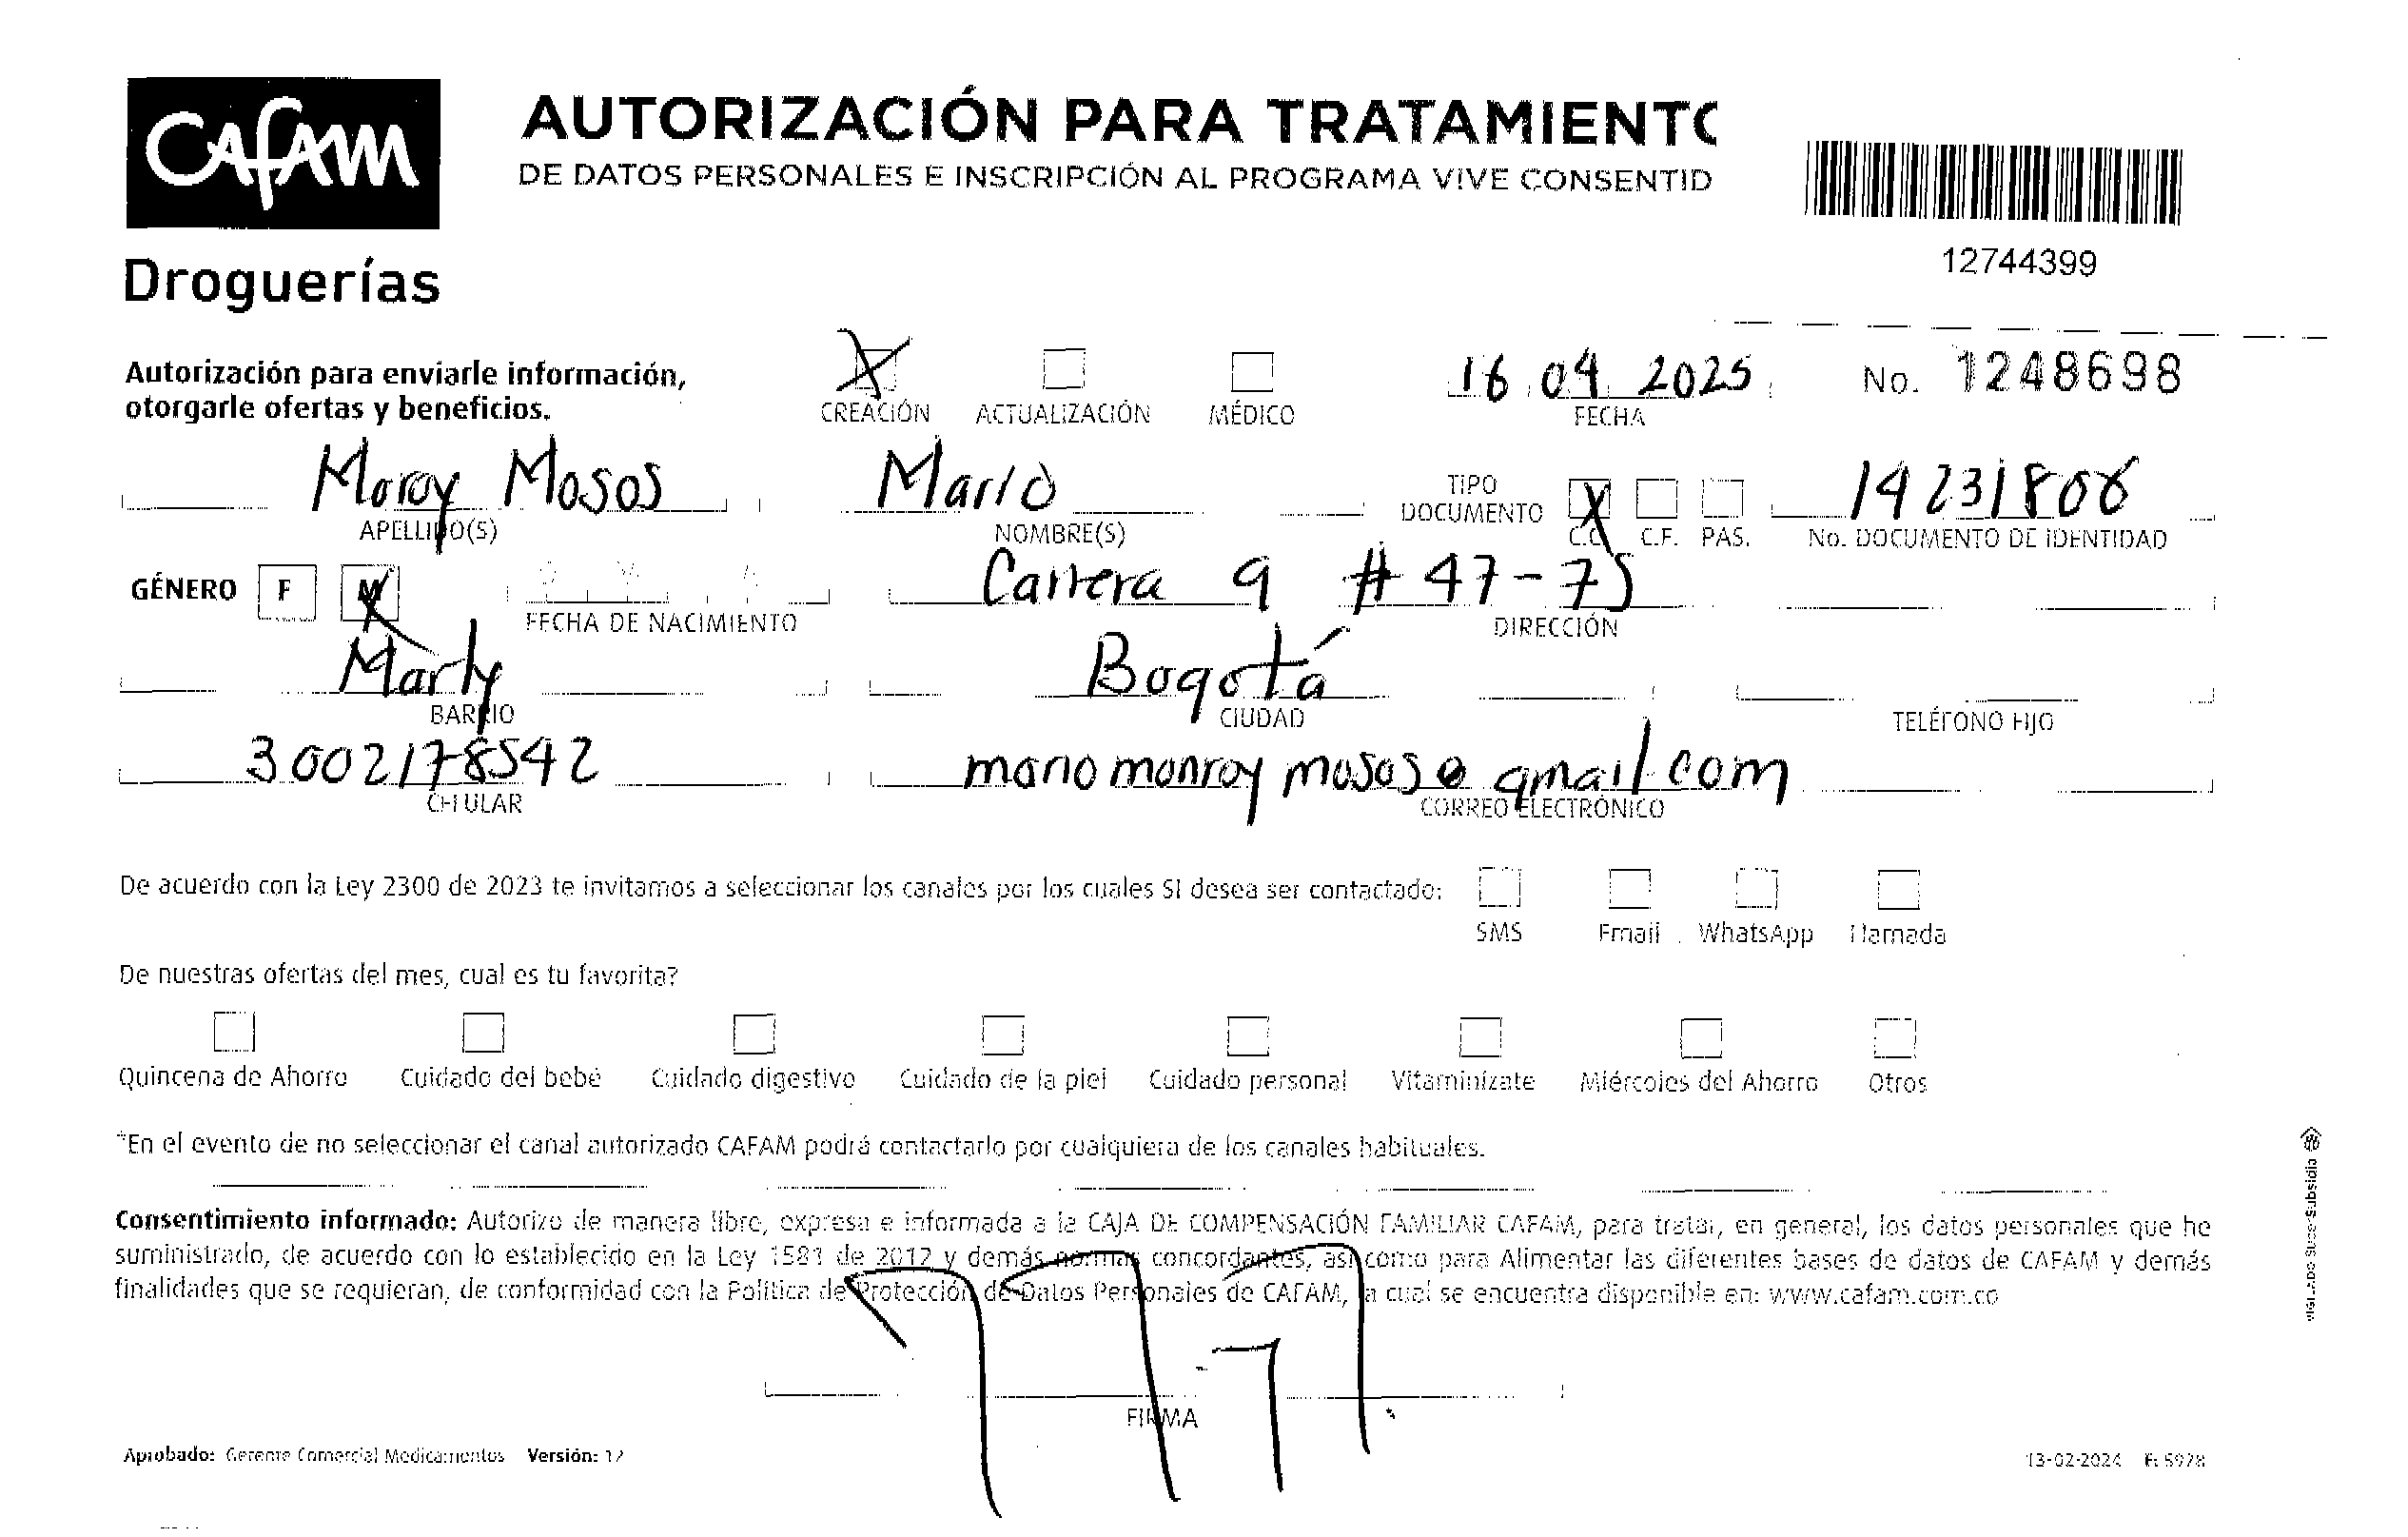 CAFAM
Droguerías
AUTORIZACIÓN PARA TRATAMIENTO
DE DATOS PERSONALES E INSCRIPCIÓN AL PROGRAMA VIVE CONSENTID
12744399
Autorización para enviarle información,
otorgarle ofertas y beneficios.
CREACIÓN ACTUALIZACIÓN MÉDICO
16 04 2025
FECHA
No. 1248698
Moroy Mosos
APELLIDO(S)
Mario
NOMBRE(S)
TIPO
DOCUMENTO
C.C. C.F. PAS.
14231806
No. DOCUMENTO DE IDENTIDAD
GÉNERO F M
FECHA DE NACIMIENTO
Carrera 9 # 47-75
DIRECCIÓN
Marly
BARRIO
Bogotá
CIUDAD
TELÉFONO FIJO
3002178542
CELULAR
mario monroy mosos@gmail.com
CORREO ELECTRÓNICO
De acuerdo con la Ley 2300 de 2023 te invitamos a seleccionar los canales por los cuales SI desea ser contactado:
SMS Email WhatsApp Llamada
De nuestras ofertas del mes, cual es tu favorita?
Quincena de Ahorro Cuidado del bebé Cuidado digestivo Cuidado de la piel Cuidado personal Vitaminízate Miércoles del Ahorro Otros
*En el evento de no seleccionar el canal autorizado CAFAM podrá contactarlo por cualquiera de los canales habituales.
Consentimiento informado: Autorizo de manera libre, expresa e informada a la CAJA DE COMPENSACIÓN FAMILIAR CAFAM, para tratar, en general, los datos personales que he
suministrado, de acuerdo con lo establecido en la Ley 1581 de 2012 y demás normas concordantes, así como para Alimentar las diferentes bases de datos de CAFAM y demás
finalidades que se requieran, de conformidad con la Política de Protección de Datos Personales de CAFAM, la cual se encuentra disponible en: www.cafam.com.co
FIRMA
Aprobado: Gerente Comercial Medicamentos Versión: 12
13-02-2024 F: 5978
VIGILADO SuperSubsidio